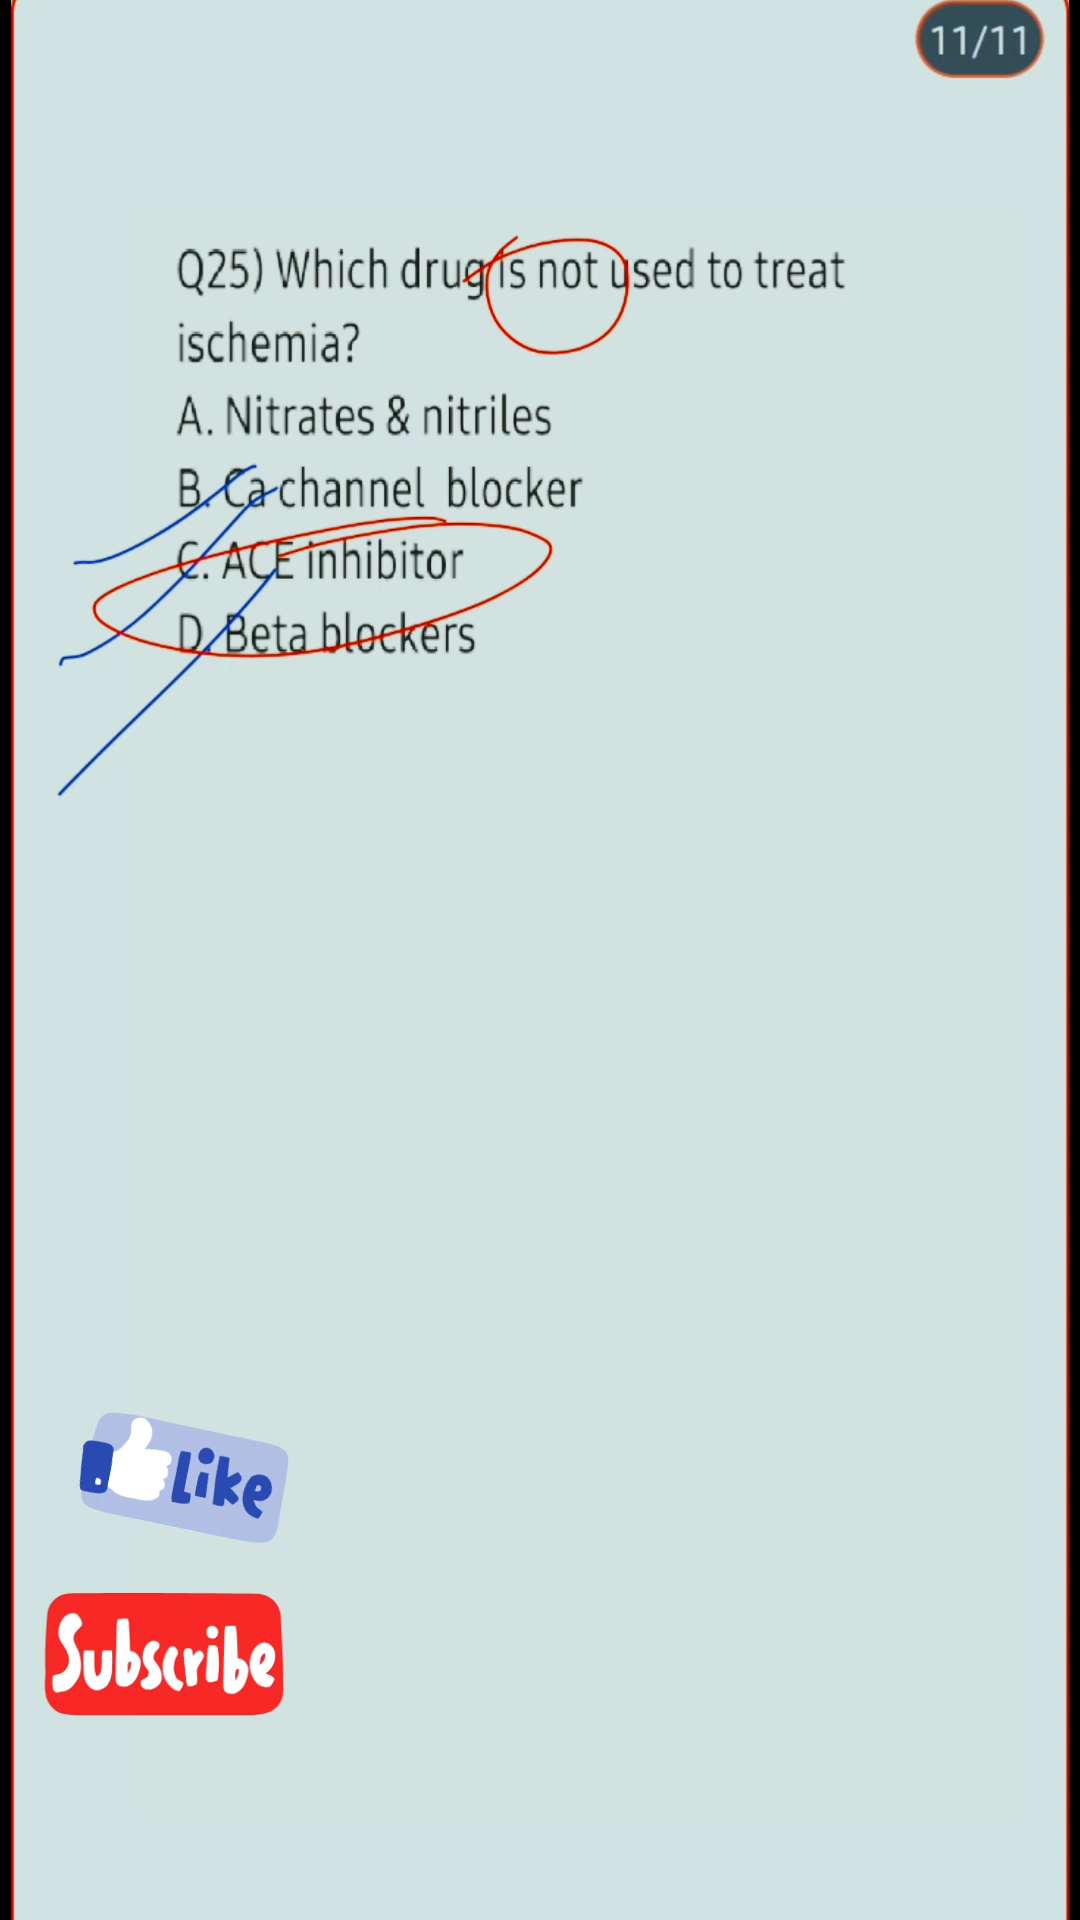 11/11
Q25) Which drug is not used to treat
ischemia?
A. Nitrates & nitriles
B. Ca channel blocker
C. ACE inhibitor
D. Beta blockers
Like
Subscribe